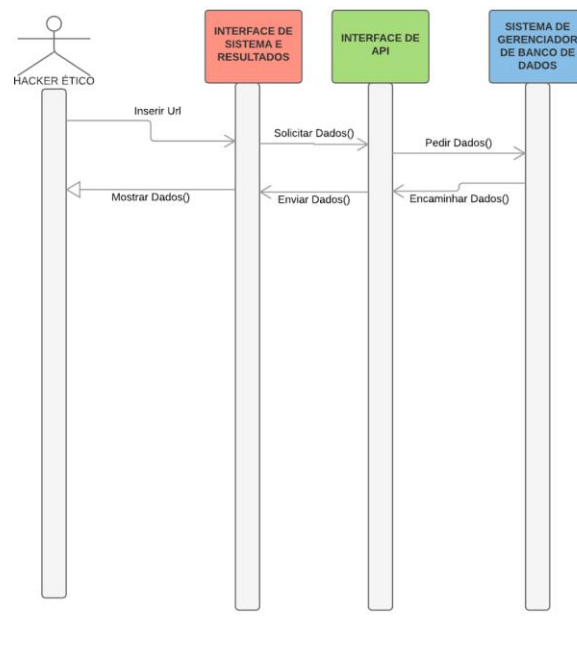 INTERFACE DE
SISTEMA E
RESULTADOS
INTERFACE DE
API
SISTEMA DE
GERENCIADOR
DE BANCO DE
DADOS
HACKER ÉTICO
Inserir Url
Solicitar Dados()
Pedir Dados()
Mostrar Dados()
Enviar Dados()
Encaminhar Dados()